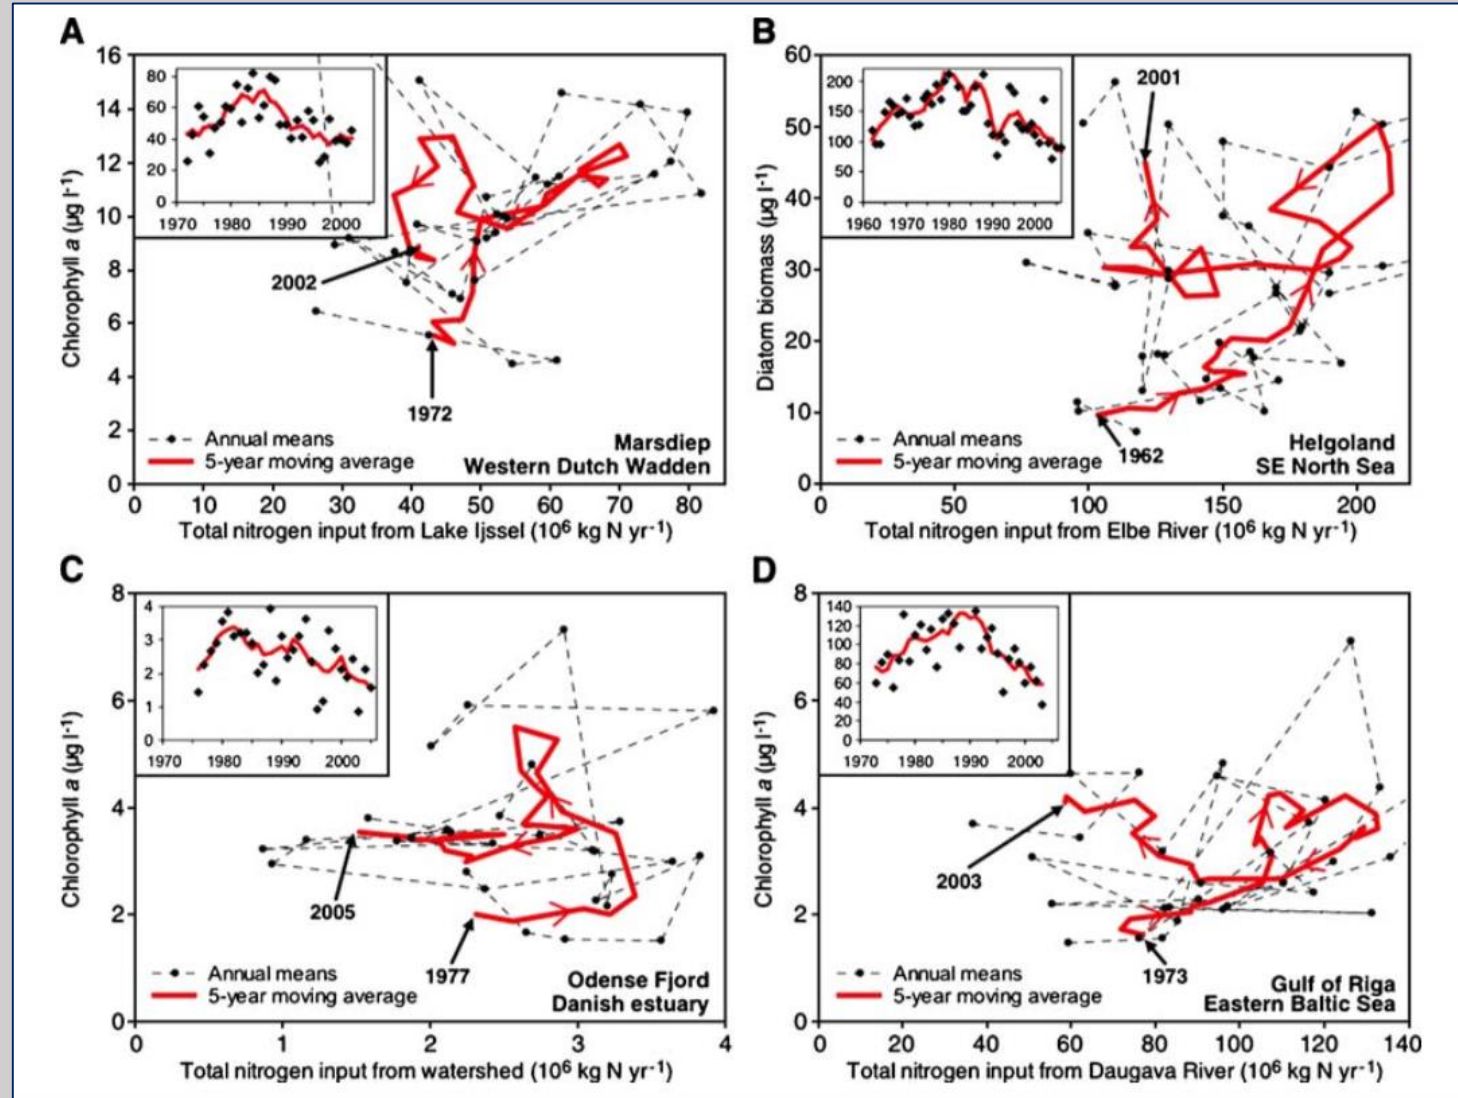 A
16
14
12
10
8
6
4
2
0
Chlorophyll a (µg l-1)
80
60
40
20
0
1970 1980 1990 2000
2002
1972
Annual means
5-year moving average
Marsdiep
Western Dutch Wadden
0 10 20 30 40 50 60 70 80
Total nitrogen input from Lake Ijssel (10⁶ kg N yr⁻¹)
B
60
50
40
30
20
10
0
Diatom biomass (µg l-1)
200
150
100
50
0
1960 1970 1980 1990 2000
2001
1962
Annual means
5-year moving average
Helgoland
SE North Sea
0 50 100 150 200
Total nitrogen input from Elbe River (10⁶ kg N yr⁻¹)
C
8
6
4
2
0
Chlorophyll a (µg l-1)
4
3
2
1
0
1970 1980 1990 2000
2005
1977
Annual means
5-year moving average
Odense Fjord
Danish estuary
0 1 2 3 4
Total nitrogen input from watershed (10⁶ kg N yr⁻¹)
D
8
6
4
2
0
Chlorophyll a (µg l-1)
140
120
100
80
60
40
20
0
1970 1980 1990 2000
2003
1973
Annual means
5-year moving average
Gulf of Riga
Eastern Baltic Sea
0 20 40 60 80 100 120 140
Total nitrogen input from Daugava River (10⁶ kg N yr⁻¹)